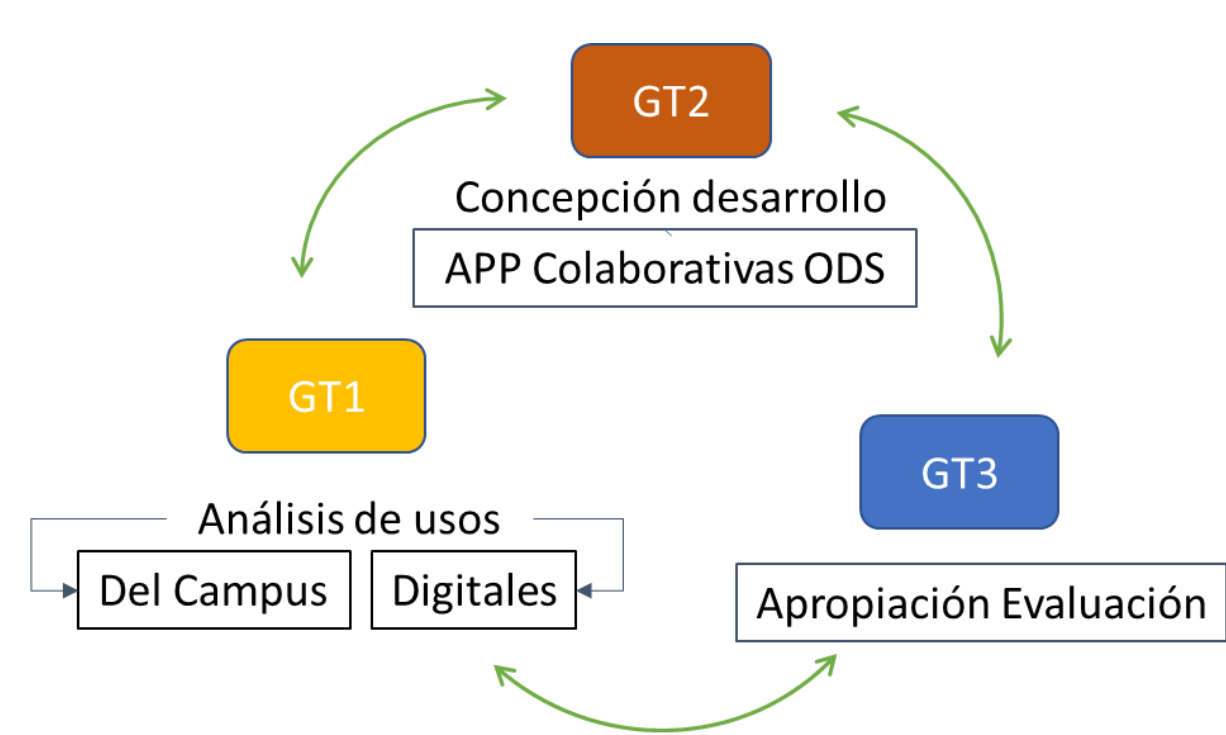 GT2
Concepción desarrollo
APP Colaborativas ODS
GT1
Análisis de usos
Del Campus
Digitales
GT3
Apropiación Evaluación